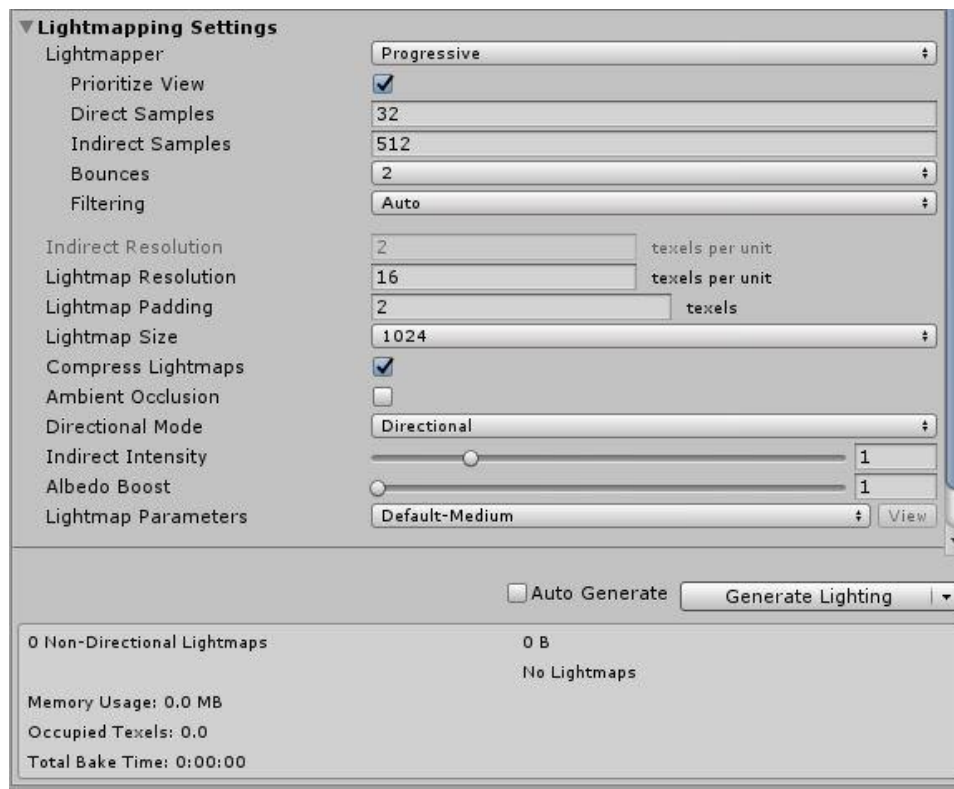 Lightmapping Settings
Lightmapper Progressive
Prioritize View
Direct Samples 32
Indirect Samples 512
Bounces 2
Filtering Auto
Indirect Resolution 2 texels per unit
Lightmap Resolution 16 texels per unit
Lightmap Padding 2 texels
Lightmap Size 1024
Compress Lightmaps
Ambient Occlusion
Directional Mode Directional
Indirect Intensity 1
Albedo Boost 1
Lightmap Parameters Default-Medium View
Auto Generate Generate Lighting
0 Non-Directional Lightmaps 0 B
No Lightmaps
Memory Usage: 0.0 MB
Occupied Texels: 0.0
Total Bake Time: 0:00:00